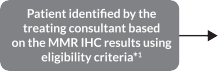 Patient identified by the
treating consultant based
on the MMR IHC results using
eligibility criteria*¹